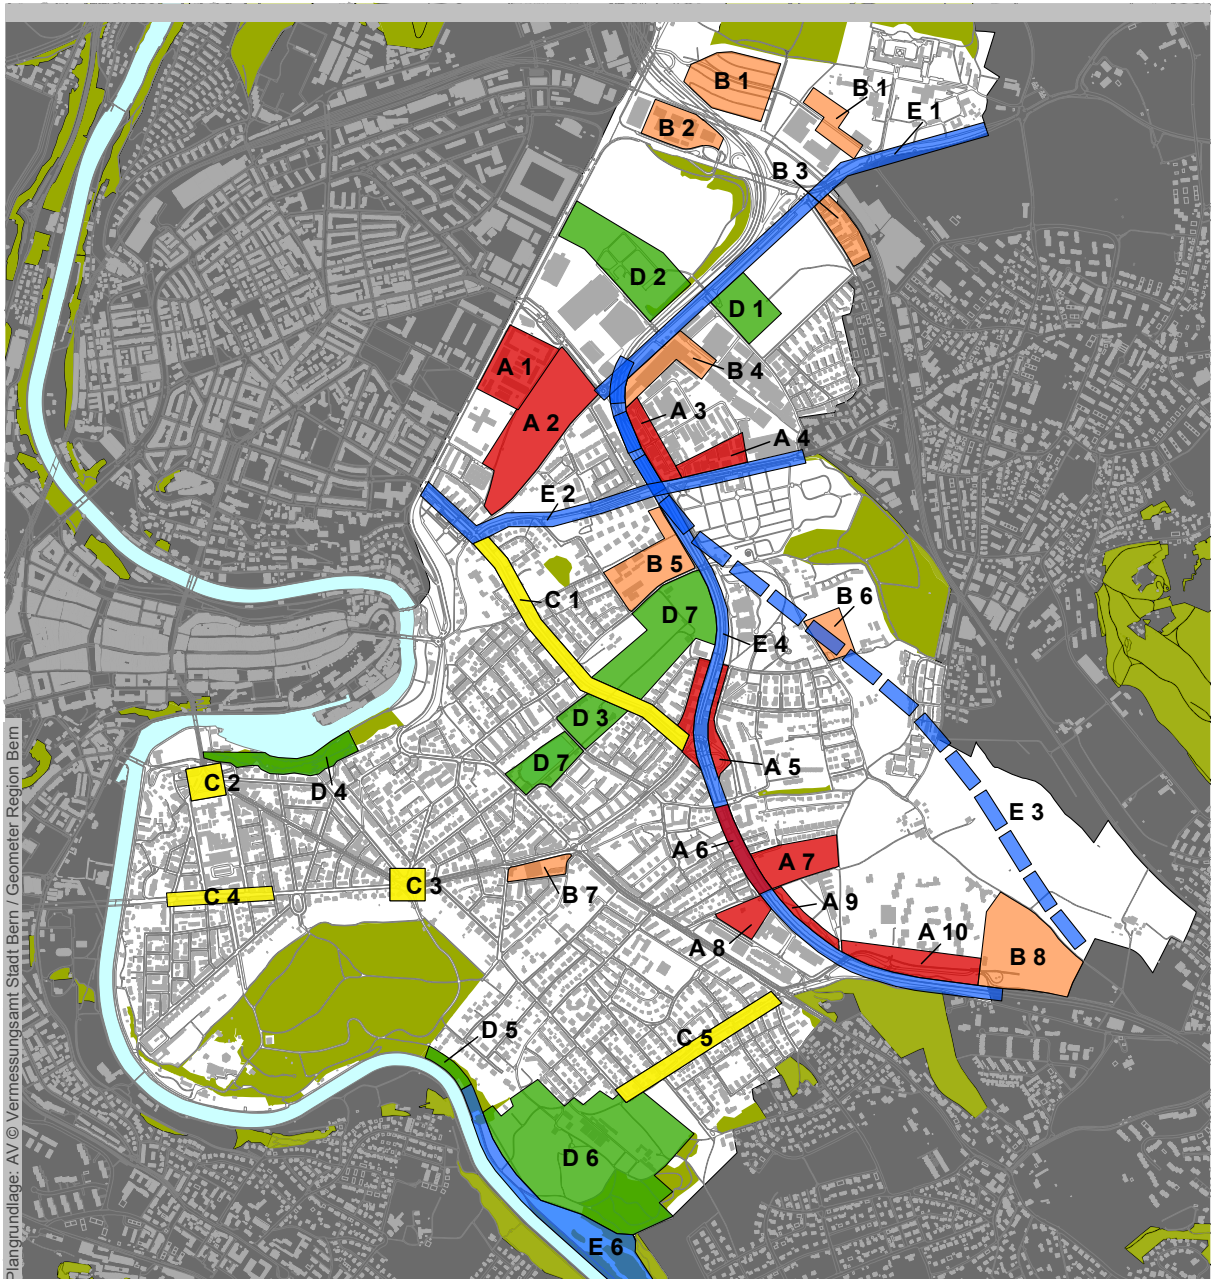 B 1
B 1
E 1
B 2
B 3
D 2
D 1
A 1
B 4
A 3
A 2
A 4
E 2
B 5
C 1
B 6
D 7
E 4
D 3
D 7
A 5
C 2
D 4
E 3
A 6
A 7
C 3
B 7
C 4
A 9
A 8
A 10
B 8
D 5
C 5
D 6
E 6
Plangrundlage: AV © Vermessungsamt Stadt Bern / Geometer Region Bern